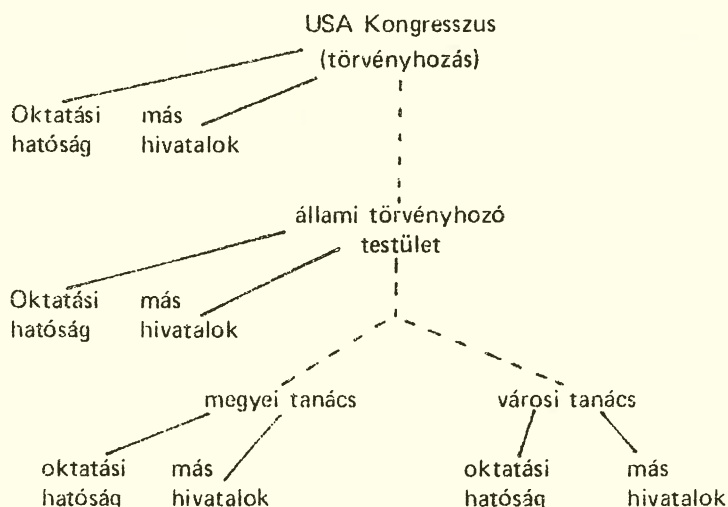 USA Kongresszus
(törvényhozás)
Oktatási más
hatóság hivatalok
állami törvényhozó
testület
Oktatási más
hatóság hivatalok
megyei tanács városi tanács
oktatási más oktatási más
hatóság hivatalok hatóság hivatalok